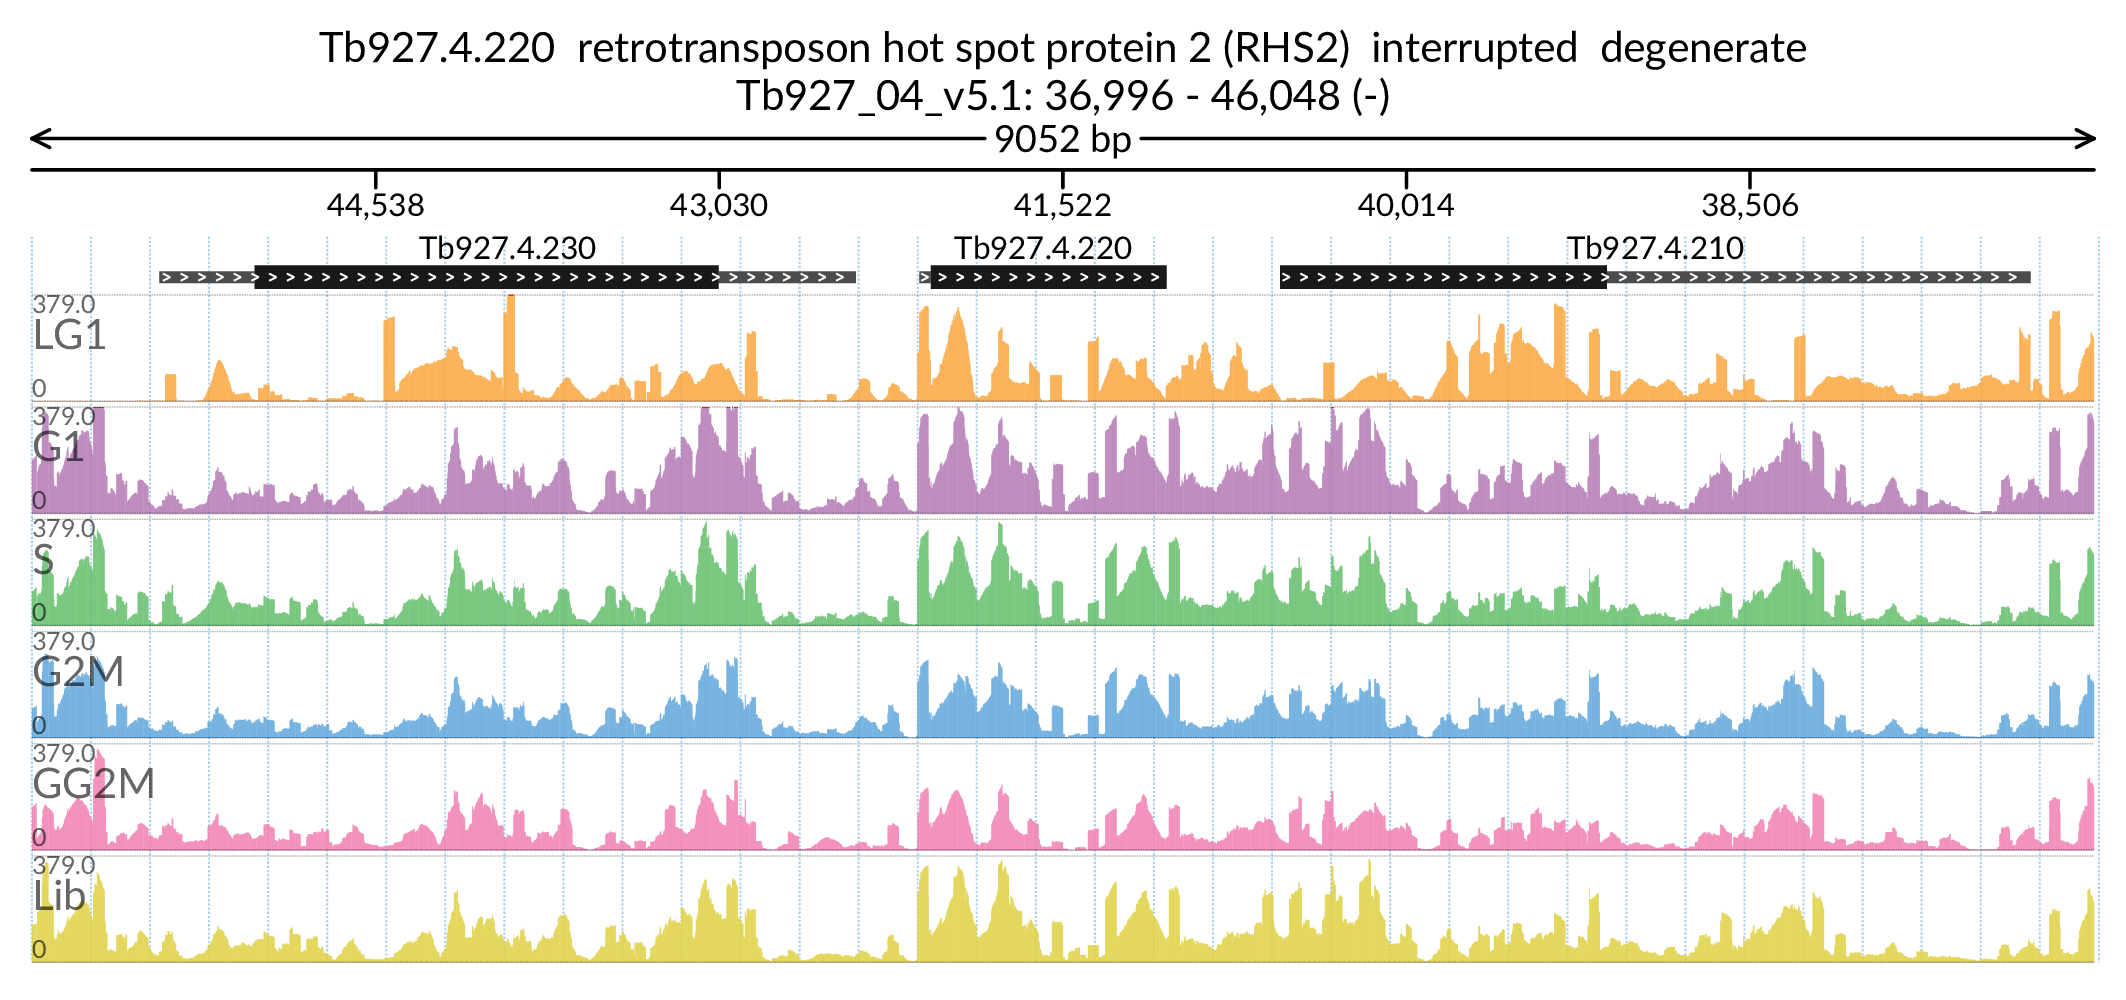 Tb927.4.220 retrotransposon hot spot protein 2 (RHS2) interrupted degenerate
Tb927_04_v5.1: 36,996 - 46,048 (-)
9052 bp
44,538 43,030 41,522 40,014 38,506
Tb927.4.230 Tb927.4.220 Tb927.4.210
379.0
LG1
0
379.0
G1
0
379.0
S
0
379.0
G2M
0
379.0
GG2M
0
379.0
Lib
0